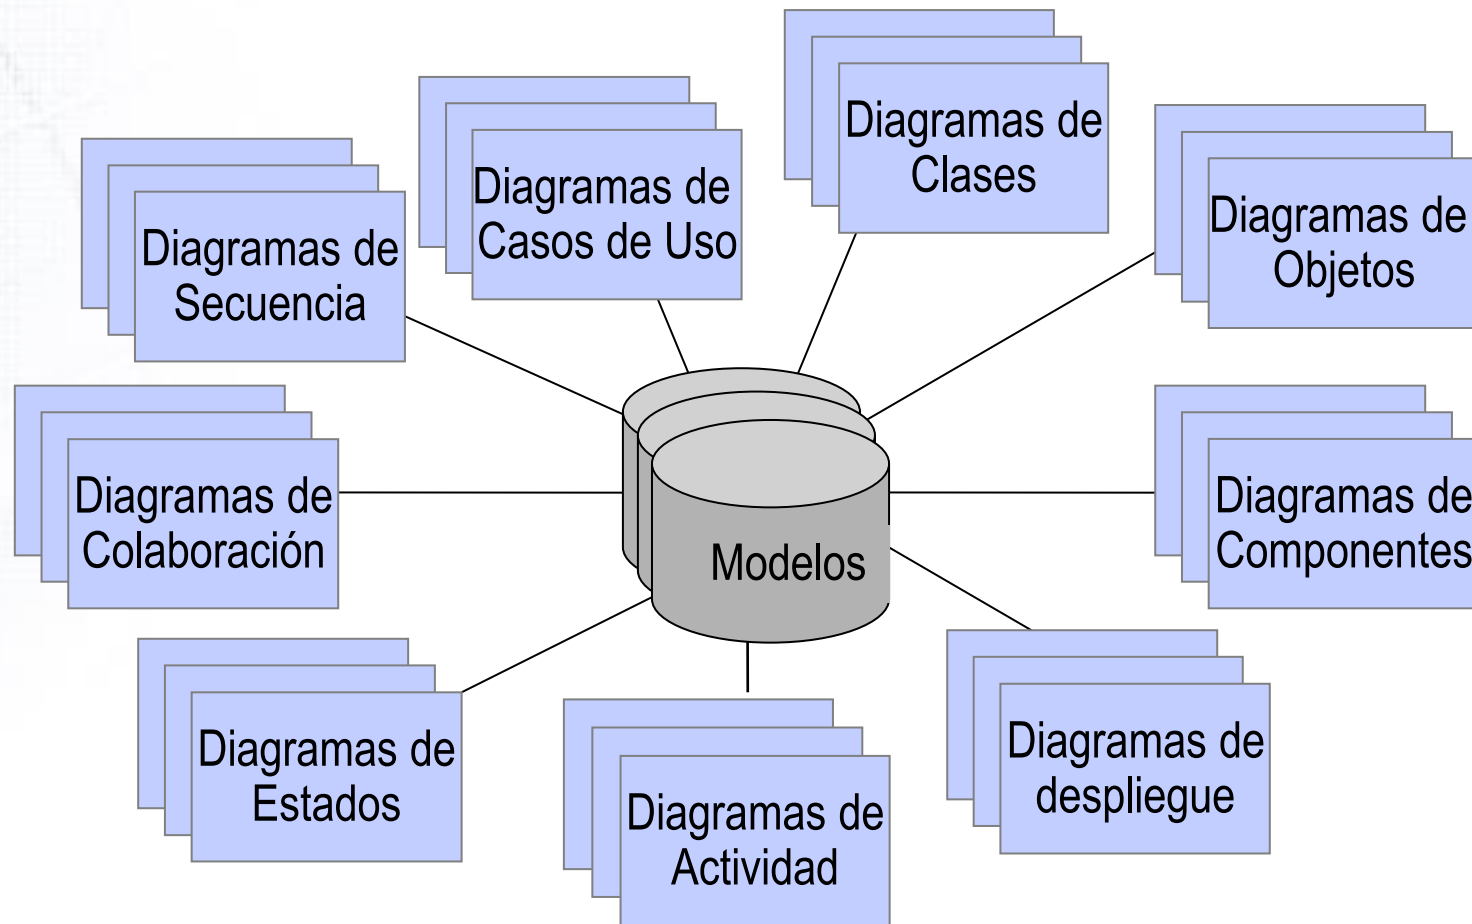 Diagramas de
Clases
Diagramas de
Casos de Uso
Diagramas de
Objetos
Diagramas de
Secuencia
Diagramas de
Colaboración
Diagramas de
Componentes
Modelos
Diagramas de
Estados
Diagramas de
despliegue
Diagramas de
Actividad